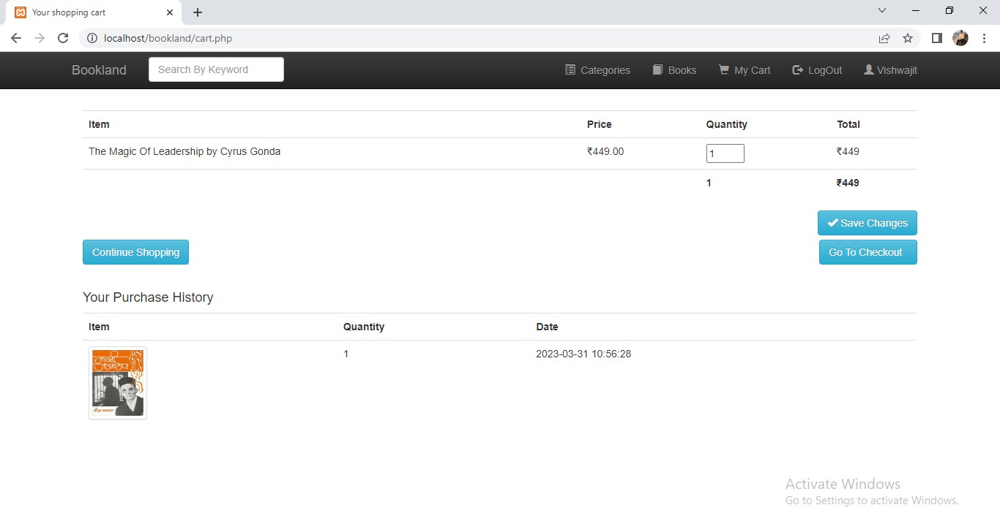 Your shopping cart
localhost/bookland/cart.php
Bookland
Search By Keyword
Categories
Books
My Cart
LogOut
Vishwajit
Item Price Quantity Total
The Magic Of Leadership by Cyrus Gonda ₹449.00 1 ₹449
1 ₹449
Save Changes
Continue Shopping
Go To Checkout
Your Purchase History
Item Quantity Date
1 2023-03-31 10:56:28
माझी
जन्मठेप
Activate Windows
Go to Settings to activate Windows.